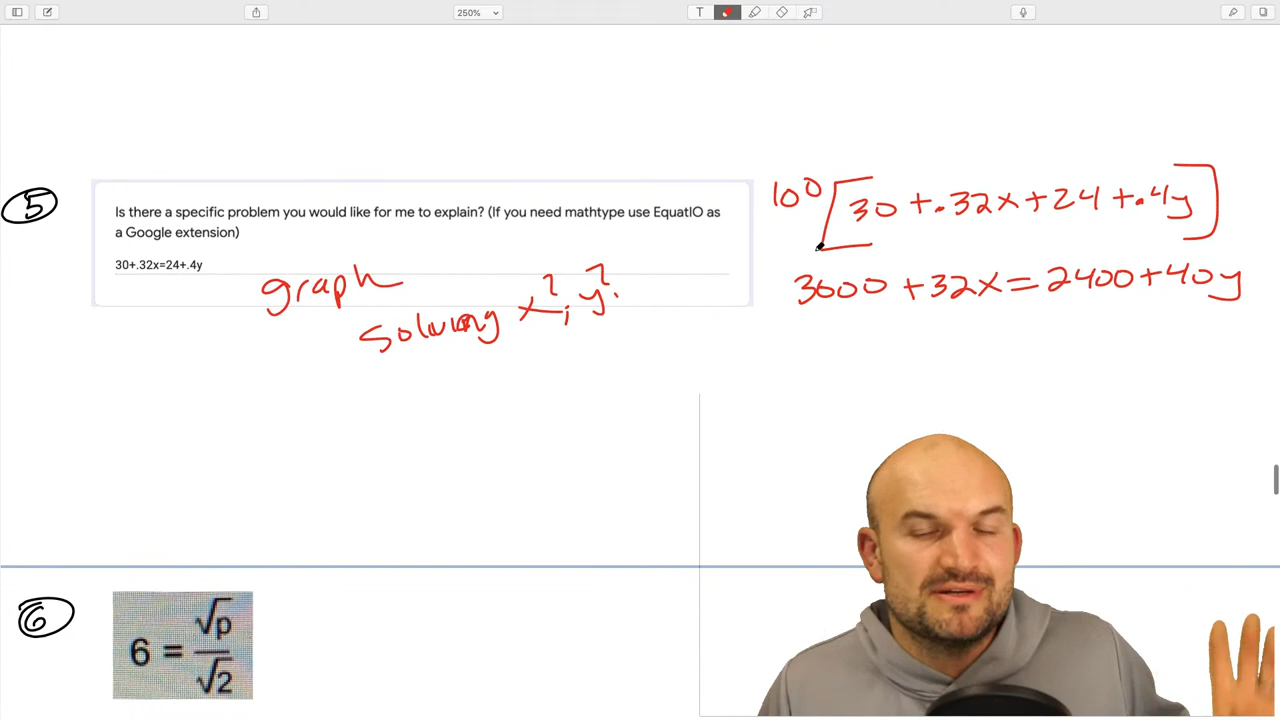 250%
T
5
Is there a specific problem you would like for me to explain? (If you need mathtype use EquatIO as
a Google extension)
30+.32x=24+.4y
graph
solving x?, y?
100[30 +.32x+24 +.4y]
3000 +32x=2400+40y
6
6 = √p/√2